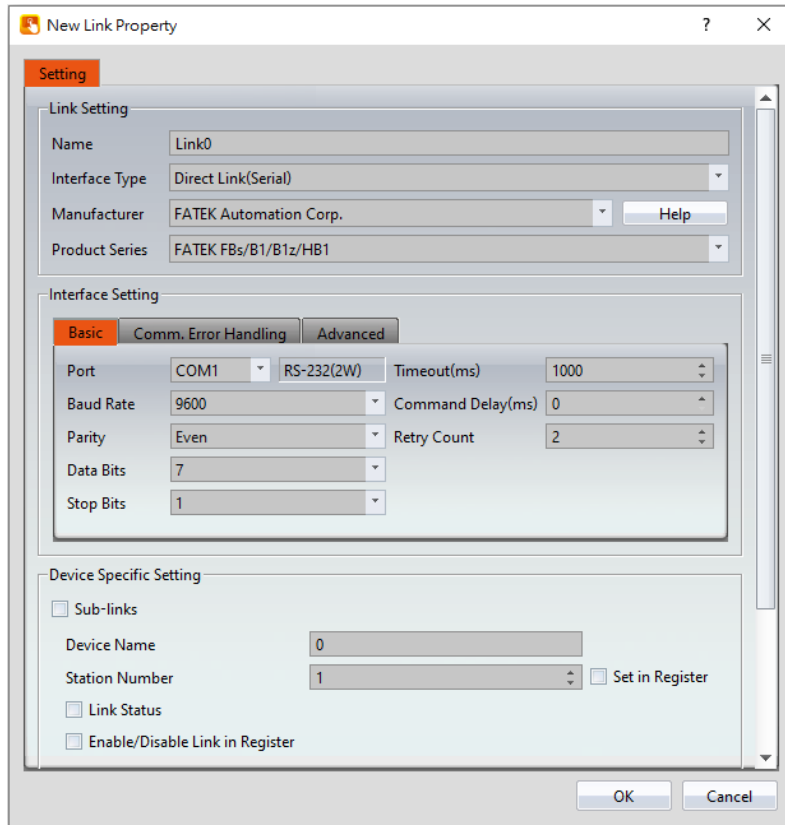 New Link Property ?
Setting
Link Setting
Name Link0
Interface Type Direct Link(Serial)
Manufacturer FATEK Automation Corp. Help
Product Series FATEK FBs/B1/B1z/HB1
Interface Setting
Basic Comm. Error Handling Advanced
Port COM1 RS-232(2W) Timeout(ms) 1000
Baud Rate 9600 Command Delay(ms) 0
Parity Even Retry Count 2
Data Bits 7
Stop Bits 1
Device Specific Setting
Sub-links
Device Name 0
Station Number 1 Set in Register
Link Status
Enable/Disable Link in Register
OK Cancel